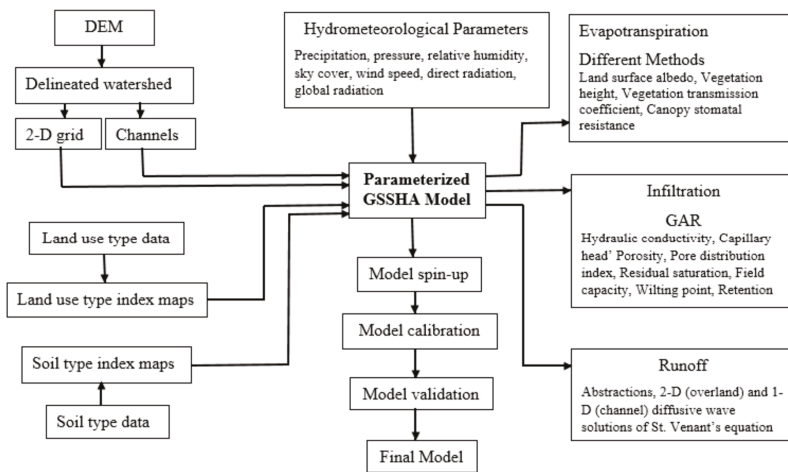 DEM
Delineated watershed
2-D grid
Channels
Land use type data
Land use type index maps
Soil type index maps
Soil type data
Hydrometeorological Parameters
Precipitation, pressure, relative humidity,
sky cover, wind speed, direct radiation,
global radiation
Parameterized
GSSHA Model
Model spin-up
Model calibration
Model validation
Final Model
Evapotranspiration
Different Methods
Land surface albedo, Vegetation
height, Vegetation transmission
coefficient, Canopy stomatal
resistance
Infiltration
GAR
Hydraulic conductivity, Capillary
head' Porosity, Pore distribution
index, Residual saturation, Field
capacity, Wilting point, Retention
Runoff
Abstractions, 2-D (overland) and 1-
D (channel) diffusive wave
solutions of St. Venant's equation